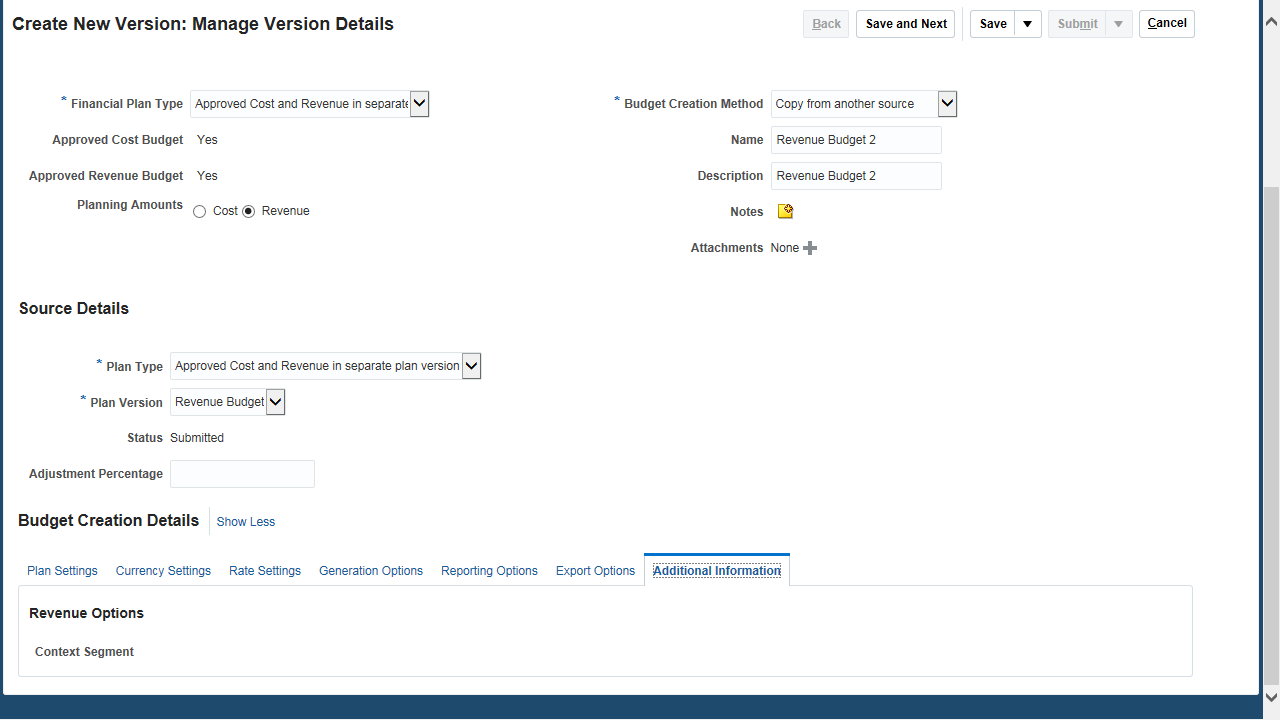 Create New Version: Manage Version Details
Back
Save and Next
Save
Submit
Cancel
* Financial Plan Type Approved Cost and Revenue in separate
Approved Cost Budget Yes
Approved Revenue Budget Yes
Planning Amounts Cost Revenue
* Budget Creation Method Copy from another source
Name Revenue Budget 2
Description Revenue Budget 2
Notes
Attachments None
Source Details
* Plan Type Approved Cost and Revenue in separate plan version
* Plan Version Revenue Budget
Status Submitted
Adjustment Percentage
Budget Creation Details Show Less
Plan Settings Currency Settings Rate Settings Generation Options Reporting Options Export Options Additional Information
Revenue Options
Context Segment